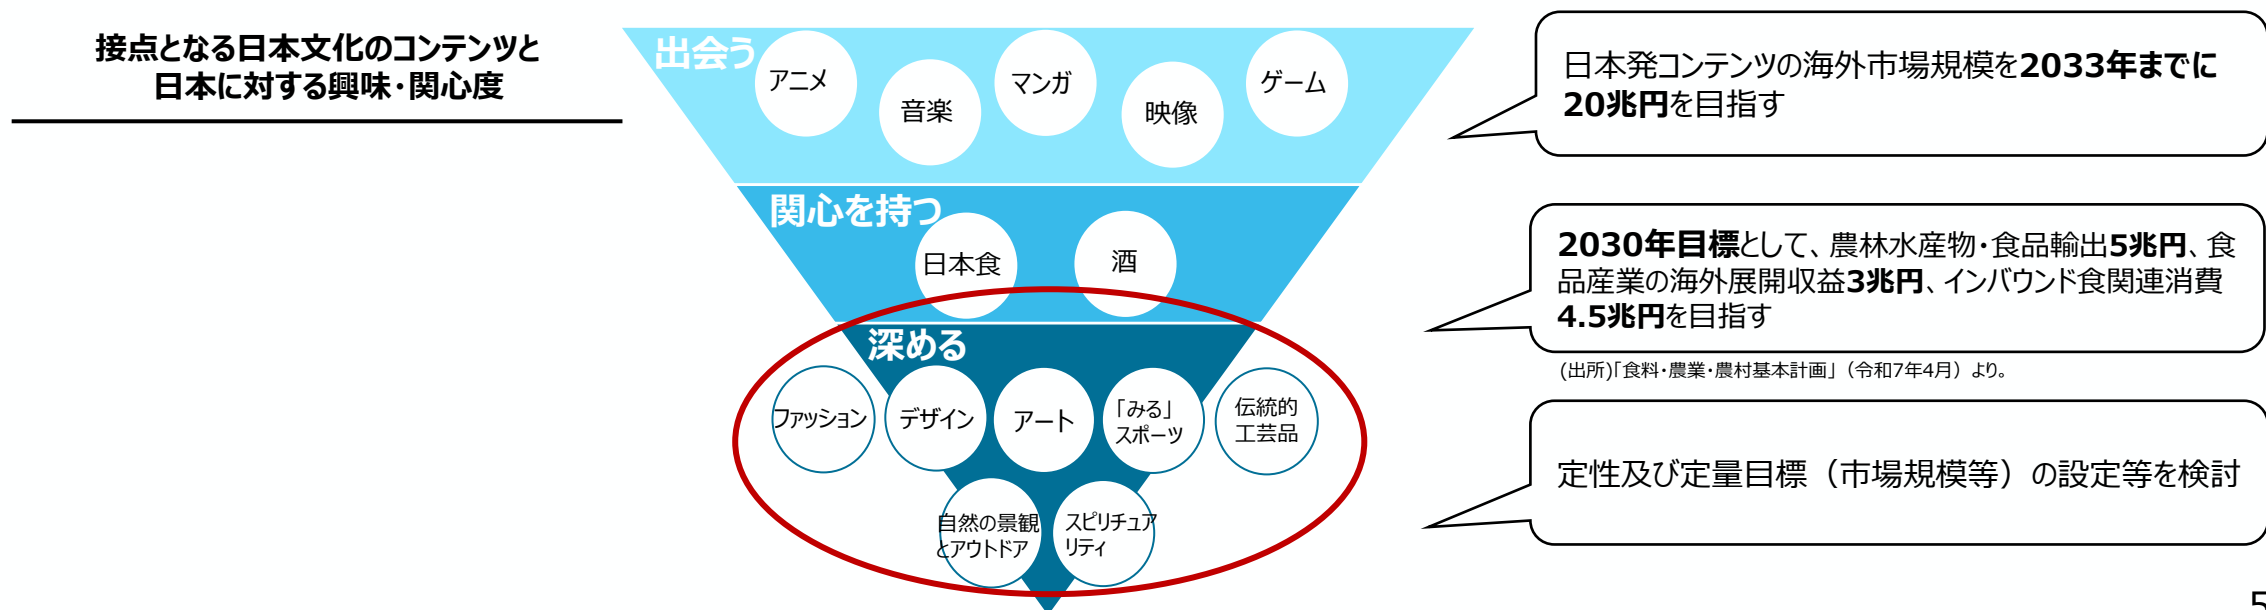 接点となる日本文化のコンテンツと
日本に対する興味・関心度
出会う
アニメ
音楽
マンガ
映像
ゲーム
日本発コンテンツの海外市場規模を2033年までに
20兆円を目指す
関心を持つ
日本食
酒
2030年目標として、農林水産物・食品輸出5兆円、食
品産業の海外展開収益3兆円、インバウンド食関連消費
4.5兆円を目指す
(出所)「食料・農業・農村基本計画」（令和7年4月）より。
深める
ファッション
デザイン
アート
「みる」
スポーツ
伝統的
工芸品
自然の景観
とアウトドア
スピリチュア
リティ
定性及び定量目標（市場規模等）の設定等を検討
5